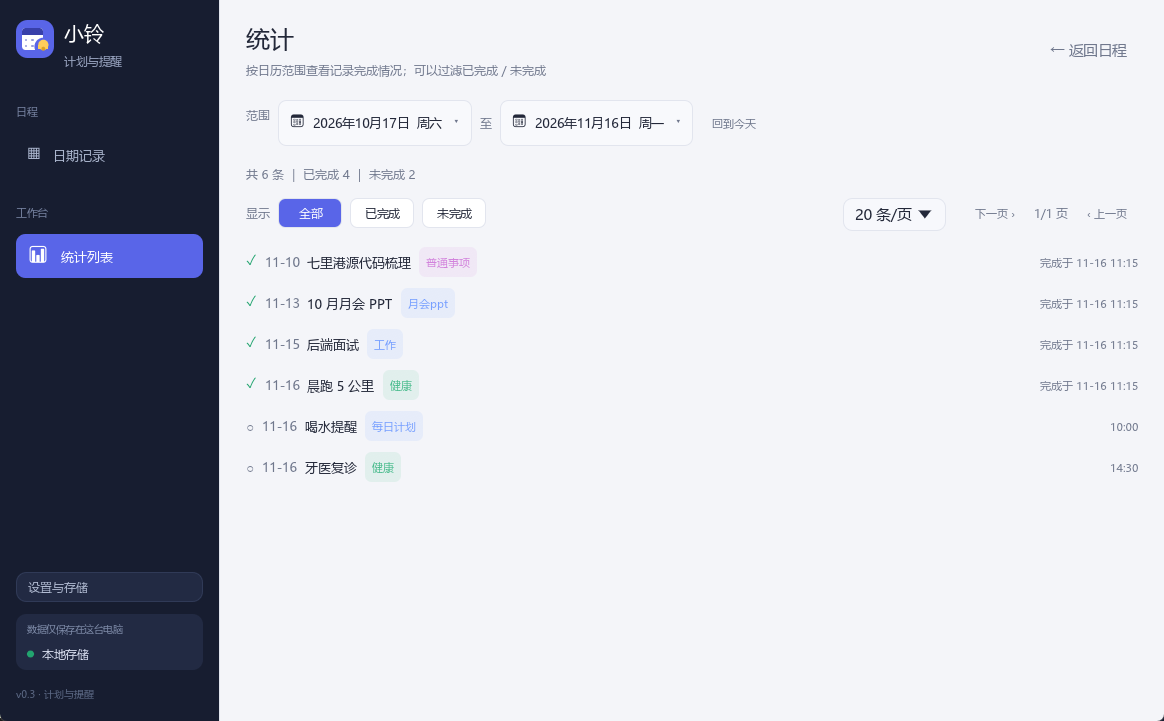 小铃
计划与提醒
日程
日期记录
工作台
统计列表
设置与存储
数据仅保存在这台电脑
本地存储
v0.3 · 计划与提醒
统计
按日历范围查看记录完成情况；可以过滤已完成 / 未完成
← 返回日程
范围 2026年10月17日 周六 至 2026年11月16日 周一 回到今天
共 6 条 | 已完成 4 | 未完成 2
显示 全部 已完成 未完成 20 条/页 下一页 › 1/1 页 ‹ 上一页
✓ 11-10 七里港源代码梳理 普通事项 完成于 11-16 11:15
✓ 11-13 10 月月会 PPT 月会ppt 完成于 11-16 11:15
✓ 11-15 后端面试 工作 完成于 11-16 11:15
✓ 11-16 晨跑 5 公里 健康 完成于 11-16 11:15
○ 11-16 喝水提醒 每日计划 10:00
○ 11-16 牙医复诊 健康 14:30